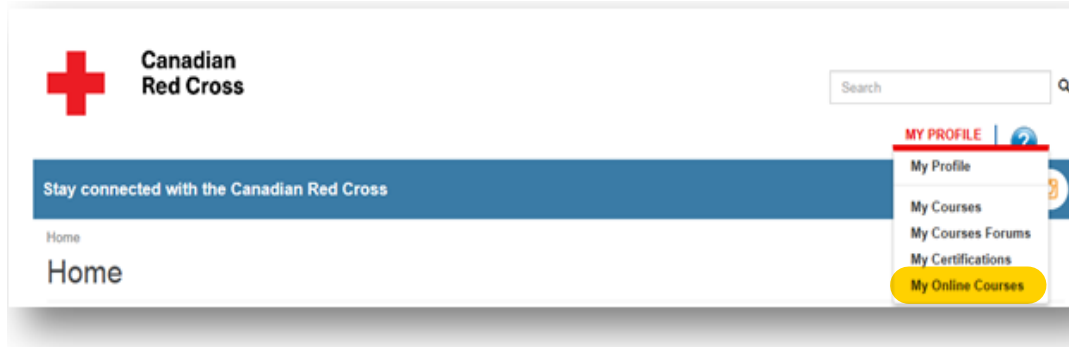 Canadian
Red Cross
Search
MY PROFILE
?
My Profile
Stay connected with the Canadian Red Cross
My Courses
Home
My Courses Forums
Home
My Certifications
My Online Courses